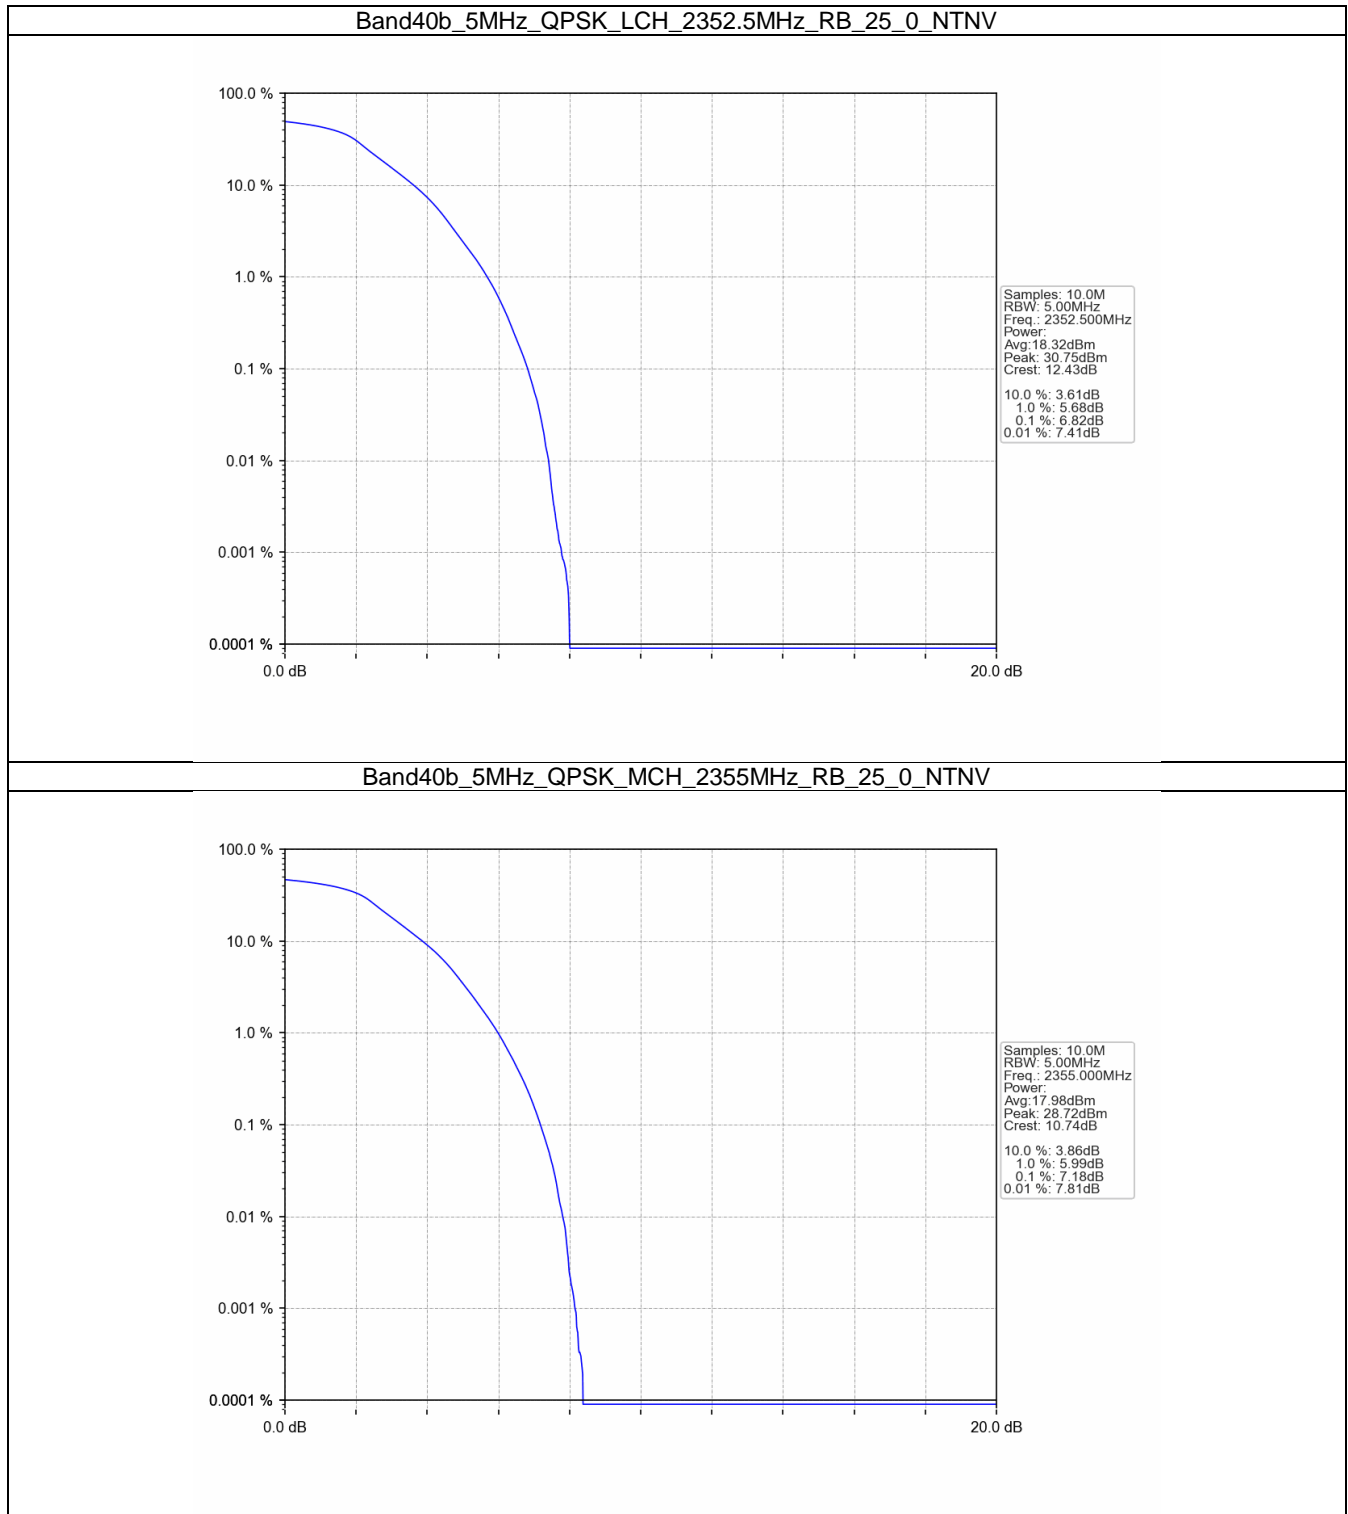 Band40b_5MHz_QPSK_LCH_2352.5MHz_RB_25_0_NTNV
100.0 %
10.0 %
1.0 %
0.1 %
0.01 %
0.001 %
0.0001 %
0.0 dB
20.0 dB
Samples: 10.0M
RBW: 5.00MHz
Freq.: 2352.500MHz
Power:
Avg:18.32dBm
Peak: 30.75dBm
Crest: 12.43dB
10.0 %: 3.61dB
1.0 %: 5.68dB
0.1 %: 6.82dB
0.01 %: 7.41dB
Band40b_5MHz_QPSK_MCH_2355MHz_RB_25_0_NTNV
100.0 %
10.0 %
1.0 %
0.1 %
0.01 %
0.001 %
0.0001 %
0.0 dB
20.0 dB
Samples: 10.0M
RBW: 5.00MHz
Freq.: 2355.000MHz
Power:
Avg:17.98dBm
Peak: 28.72dBm
Crest: 10.74dB
10.0 %: 3.86dB
1.0 %: 5.99dB
0.1 %: 7.18dB
0.01 %: 7.81dB